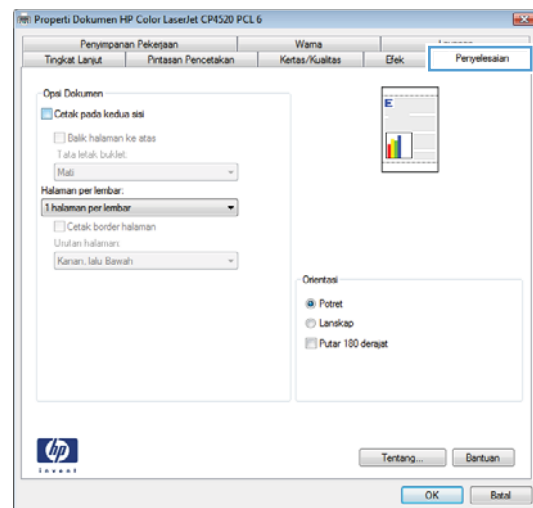 Properti Dokumen HP Color LaserJet CP4520 PCL 6
Penyimpanan Pekerjaan
Warna
Tingkat Lanjut
Pintasan Pencetakan
Kertas/Kualitas
Efek
Penyelesaian
Opsi Dokumen
Cetak pada kedua sisi
Balik halaman ke atas
Tata letak buklet:
Mati
Halaman per lembar:
1 halaman per lembar
Cetak border halaman
Urutan halaman:
Kanan, lalu Bawah
E
Orientasi
Potret
Lanskap
Putar 180 derajat
hp
invent
Tentang...
Bantuan
OK
Batal